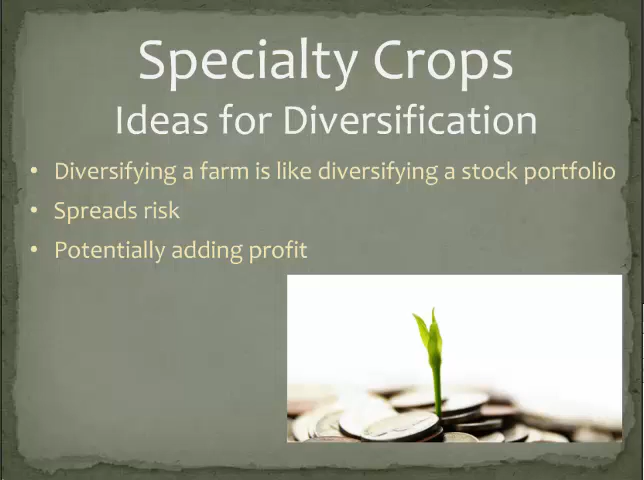 Specialty Crops
Ideas for Diversification
• Diversifying a farm is like diversifying a stock portfolio
• Spreads risk
• Potentially adding profit